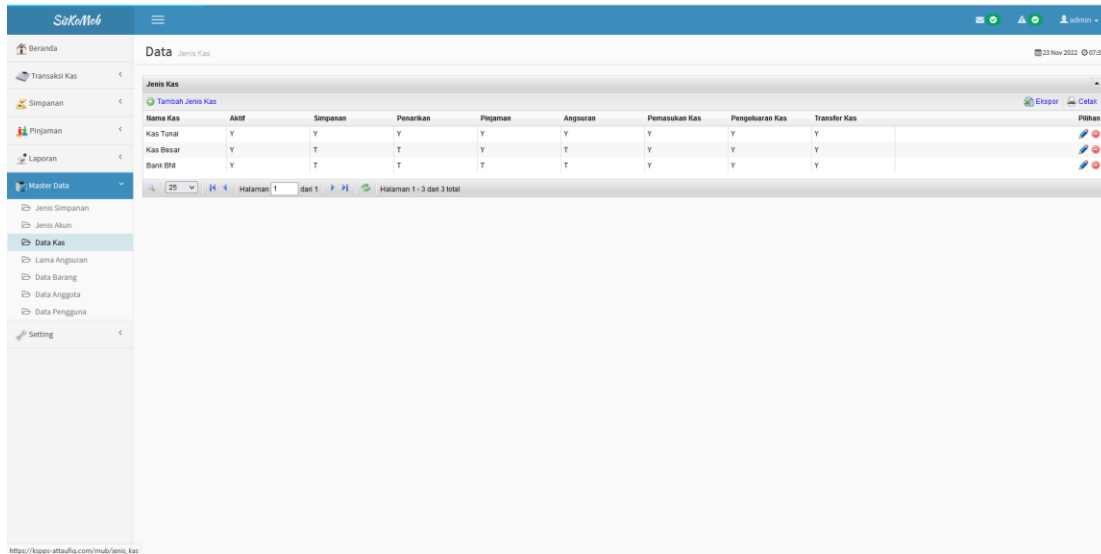 SisKoMob
admin
Beranda
Transaksi Kas
Simpanan
Pinjaman
Laporan
Master Data
Jenis Simpanan
Jenis Akun
Data Kas
Lama Angsuran
Data Barang
Data Anggota
Data Pengguna
Setting
Data Jenis Kas
23 Nov 2022 07:3
Jenis Kas
Tambah Jenis Kas Ekspor Cetak
Nama Kas Aktif Simpanan Penarikan Pinjaman Angsuran Pemasukan Kas Pengeluaran Kas Transfer Kas Pilihan
Kas Tunai Y Y Y Y Y Y Y Y
Kas Besar Y T T Y T Y Y Y
Bank BNI Y T T T T Y Y Y
25 Halaman 1 dari 1 Halaman 1 - 3 dari 3 total
https://kspps-attaufiq.com/mub/jenis_kas